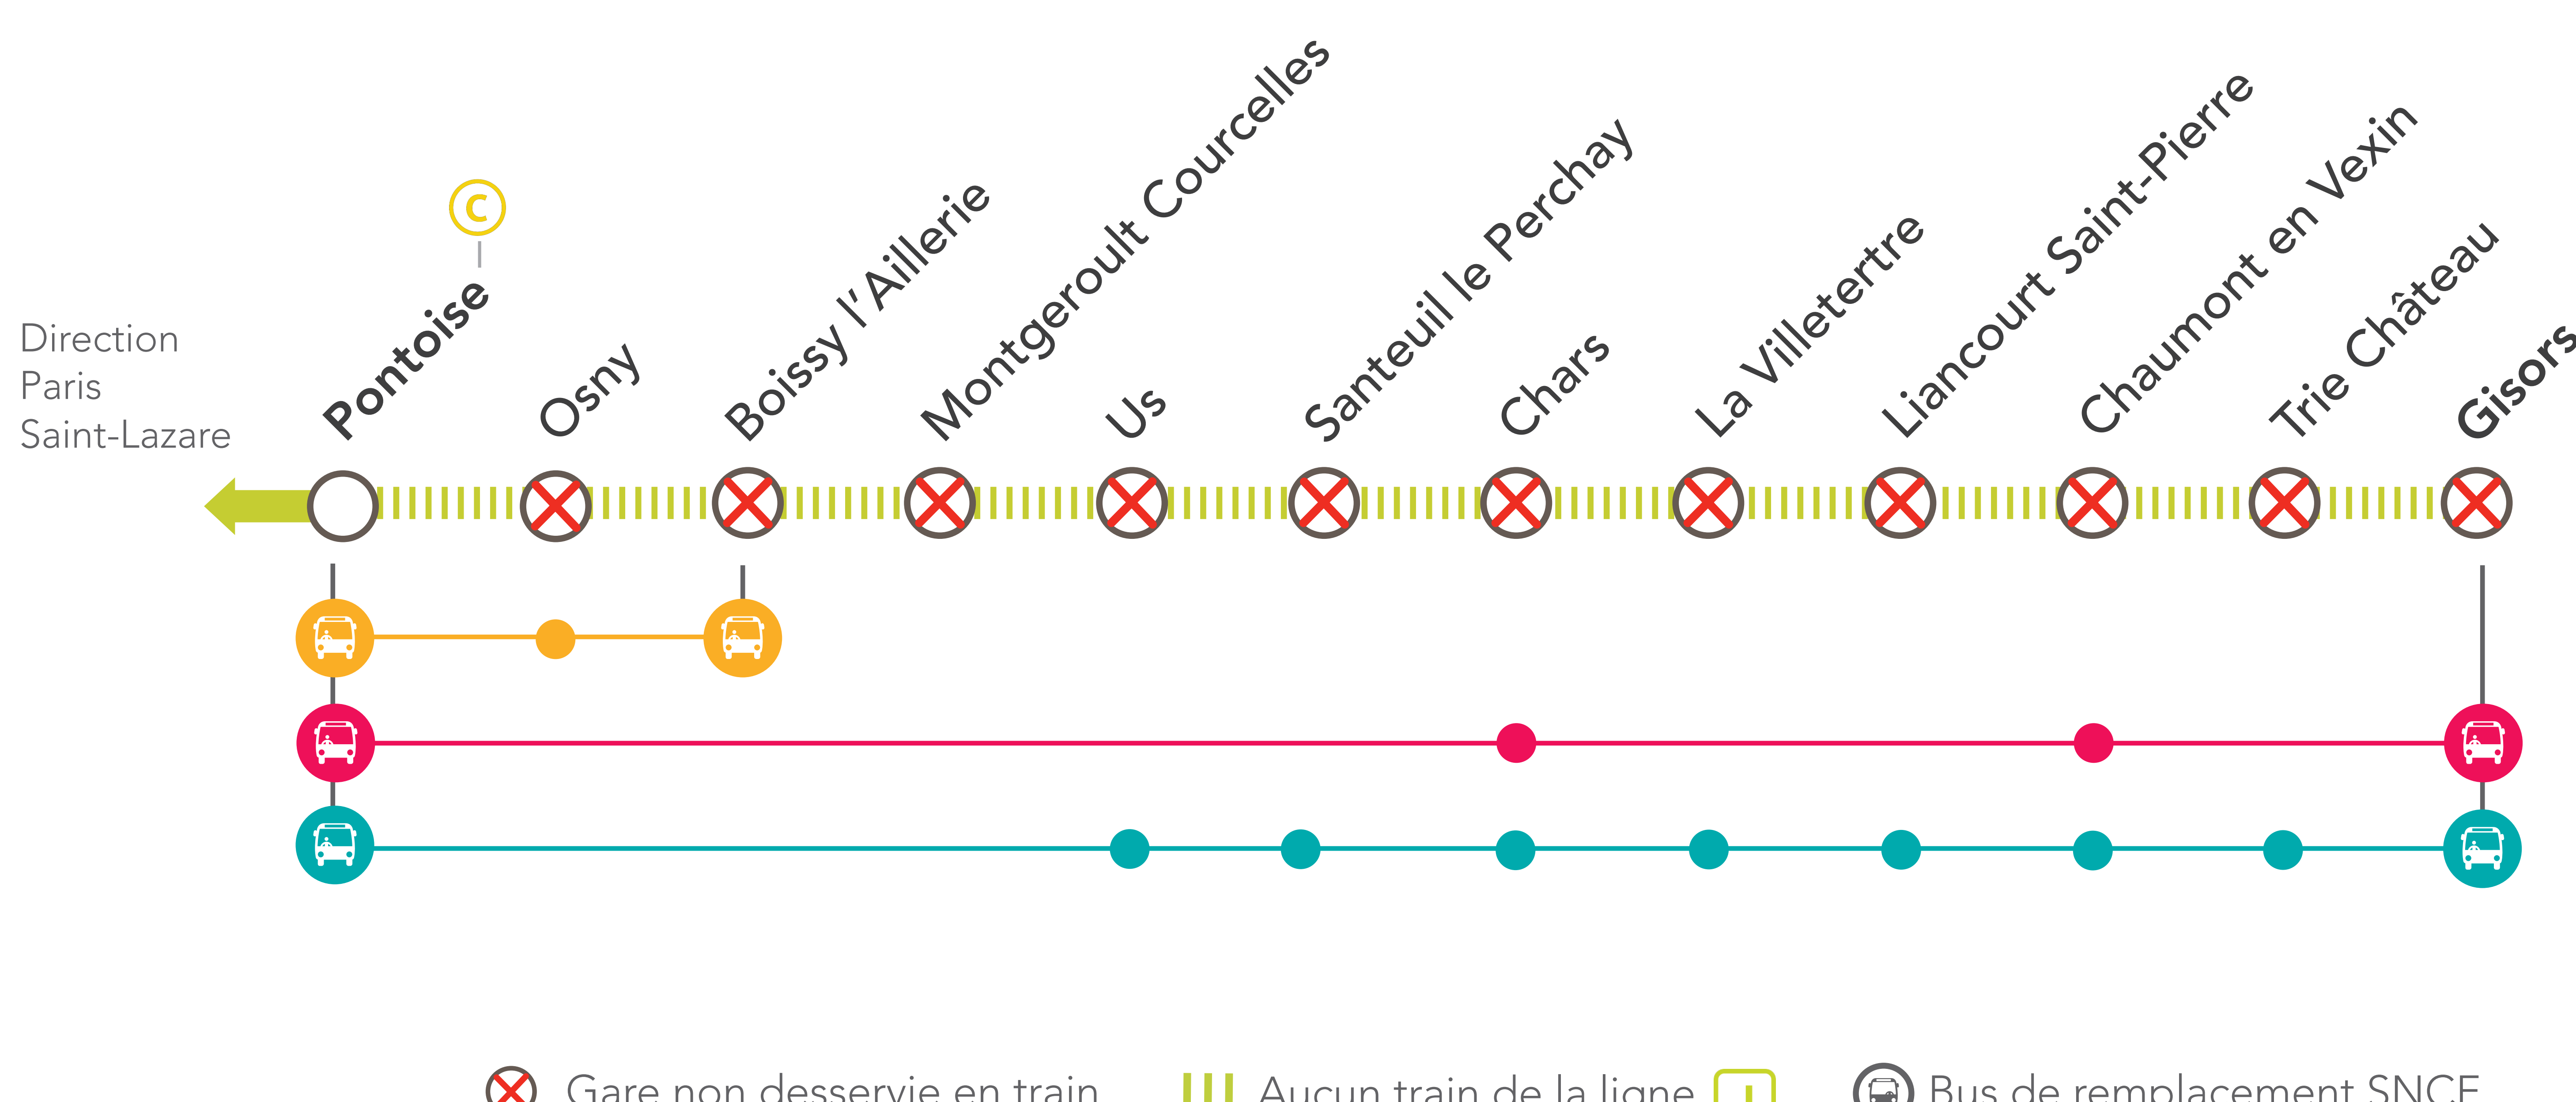 C
Direction
Paris
Saint-Lazare
Pontoise
Osny
Boissy l'Aillerie
Montgeroult Courcelles
Us
Santeuil le Perchay
Chars
La Villetertre
Liancourt Saint-Pierre
Chaumont en Vexin
Trie Château
Gisors
Gare non desservie en train
Aucun train de la ligne
Bus de remplacement SNCF